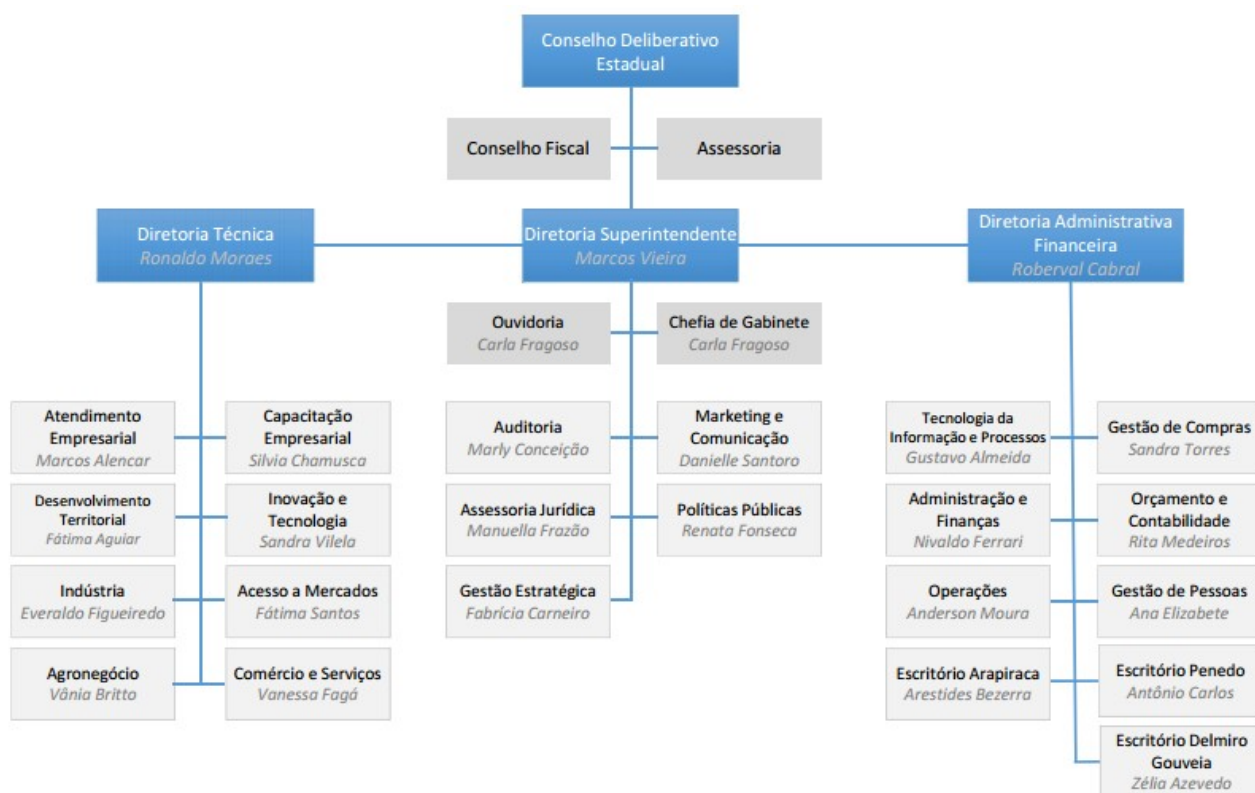 Conselho Deliberativo
Estadual
Conselho Fiscal
Assessoria
Diretoria Técnica
Ronaldo Moraes
Diretoria Superintendente
Marcos Vieira
Diretoria Administrativa
Financeira
Roberval Cabral
Ouvidoria
Carla Fragoso
Chefia de Gabinete
Carla Fragoso
Atendimento
Empresarial
Marcos Alencar
Capacitação
Empresarial
Silvia Chamusca
Desenvolvimento
Territorial
Fátima Aguiar
Inovação e
Tecnologia
Sandra Vilela
Indústria
Everaldo Figueiredo
Acesso a Mercados
Fátima Santos
Agronegócio
Vânia Britto
Comércio e Serviços
Vanessa Fagá
Auditoria
Marly Conceição
Marketing e
Comunicação
Danielle Santoro
Assessoria Jurídica
Manuella Frazão
Políticas Públicas
Renata Fonseca
Gestão Estratégica
Fabrícia Carneiro
Tecnologia da
Informação e Processos
Gustavo Almeida
Gestão de Compras
Sandra Torres
Administração e
Finanças
Nivaldo Ferrari
Orçamento e
Contabilidade
Rita Medeiros
Operações
Anderson Moura
Gestão de Pessoas
Ana Elizabete
Escritório Arapiraca
Arestides Bezerra
Escritório Penedo
Antônio Carlos
Escritório Delmiro
Gouveia
Zélia Azevedo